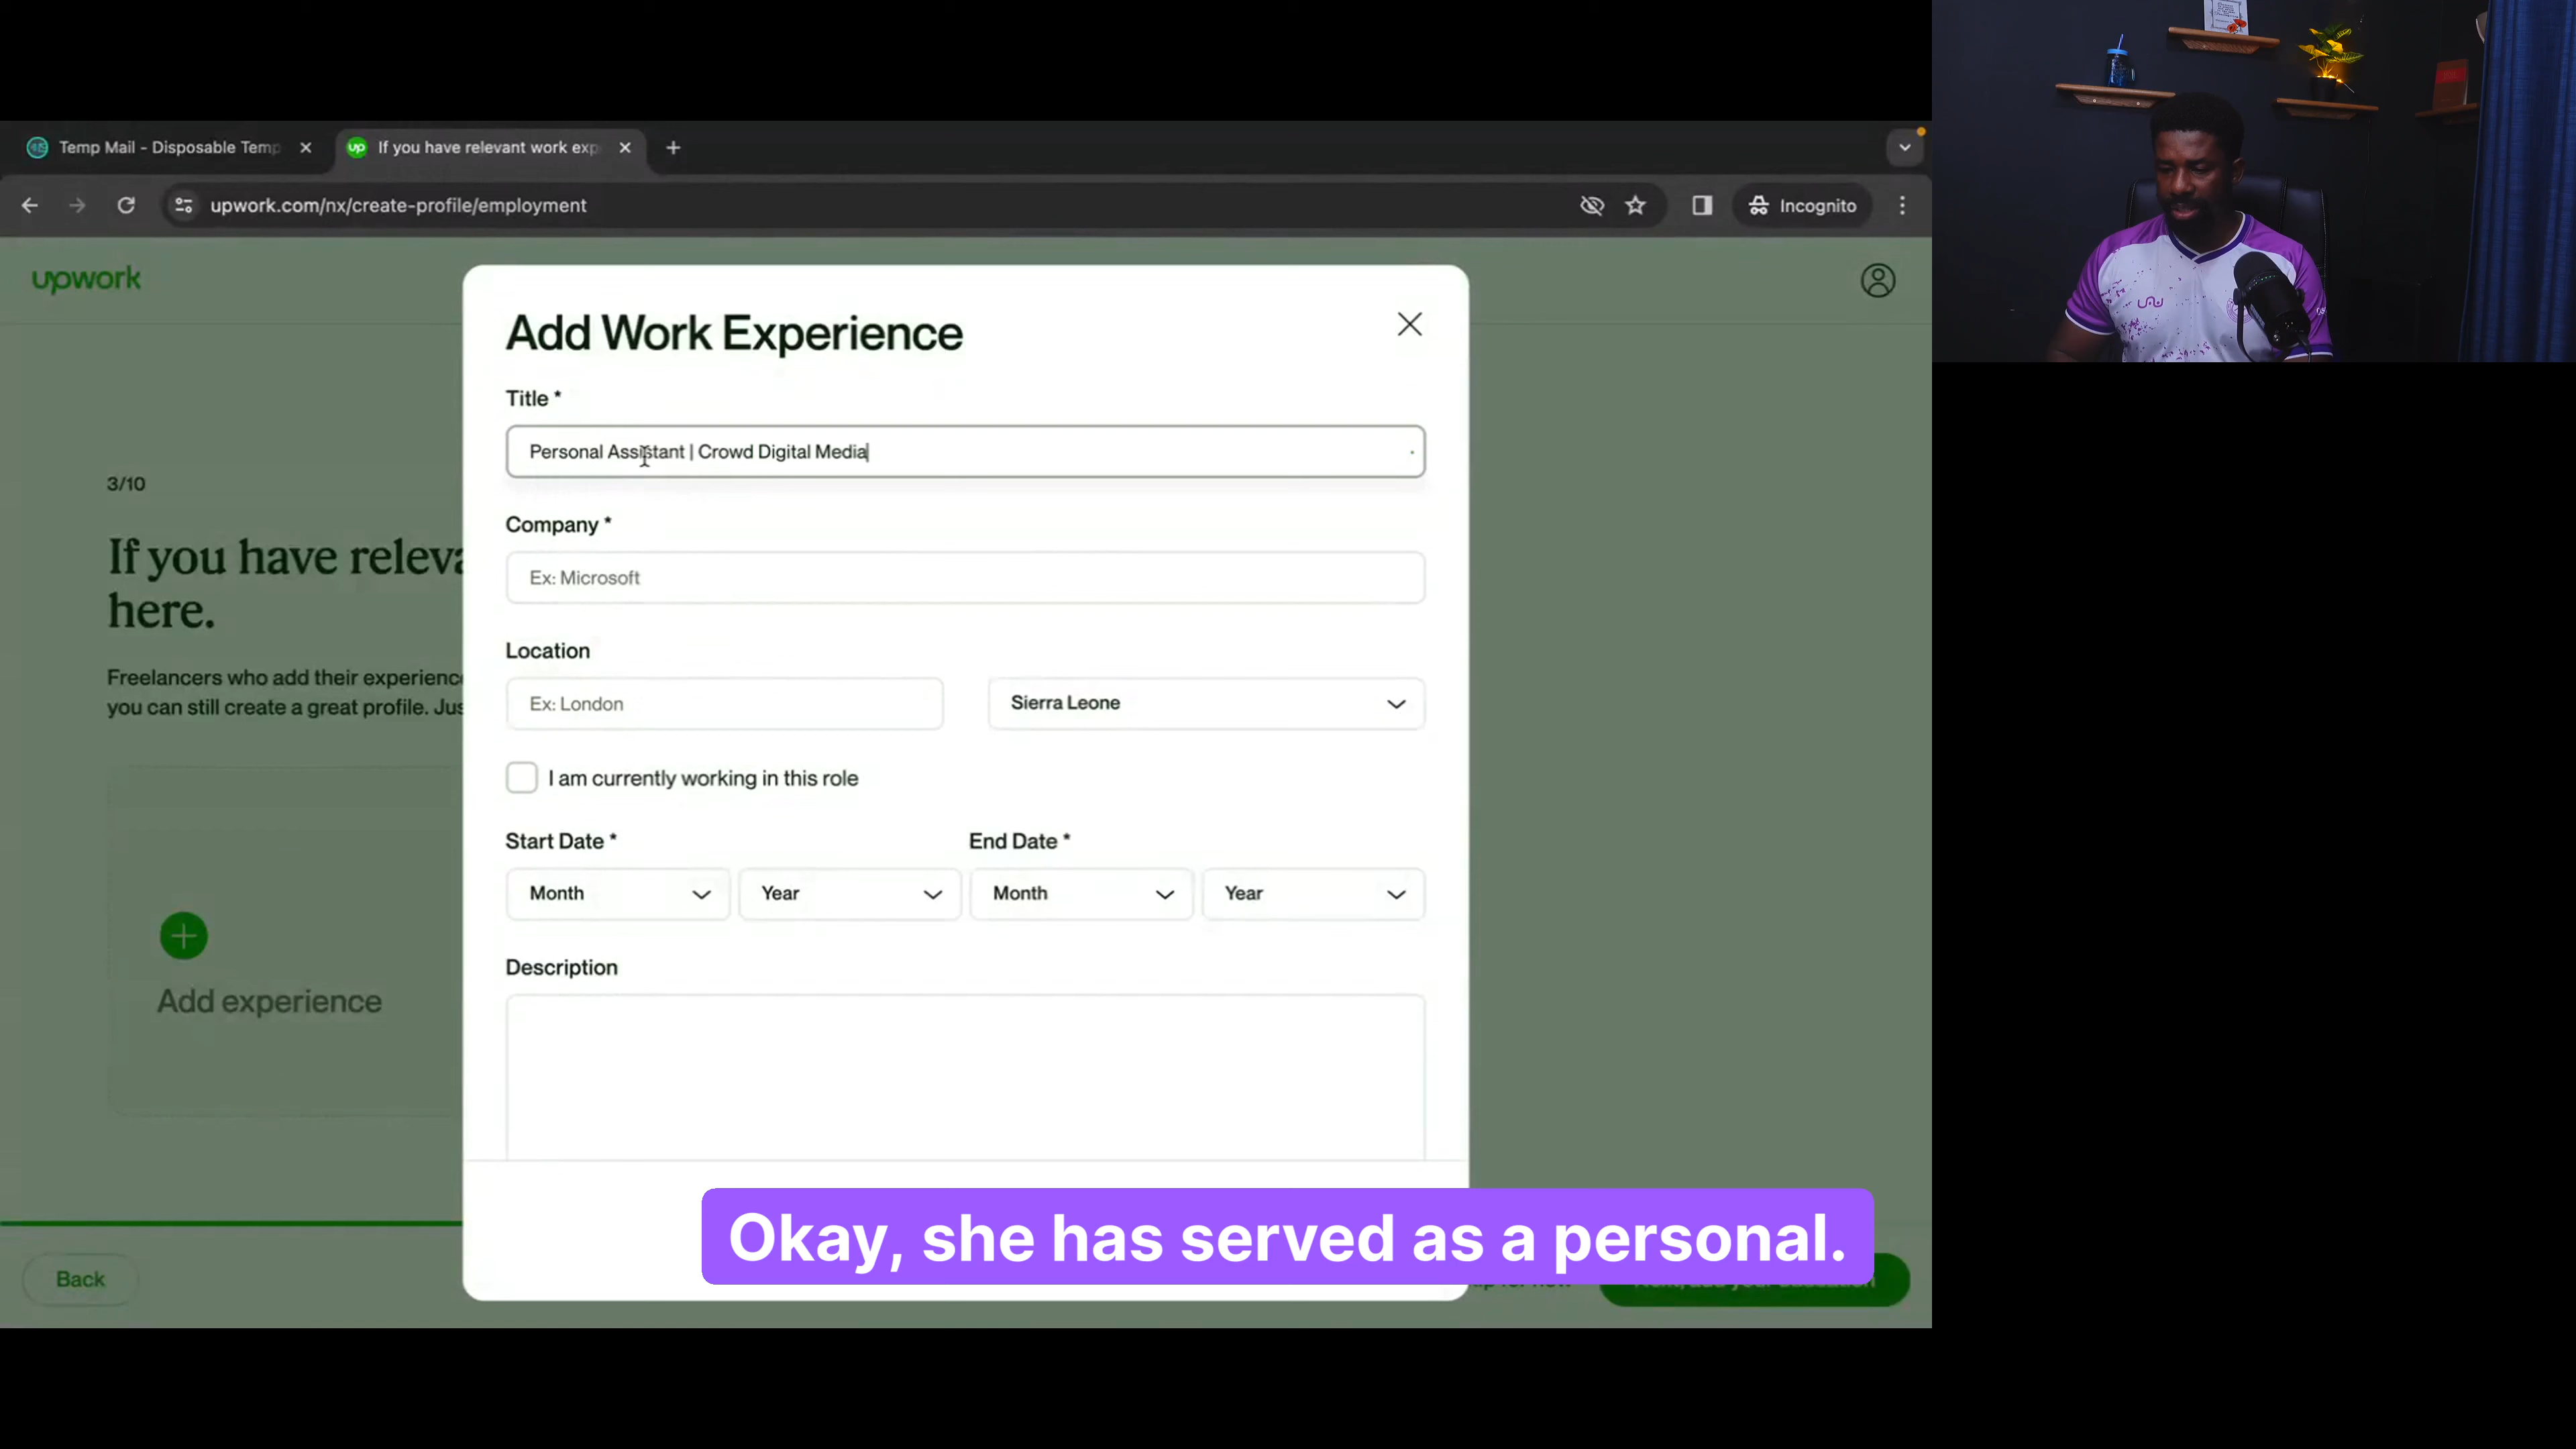 Temp Mail - Disposable Temp
up
If you have relevant work exp
upwork.com/nx/create-profile/employment
Incognito
upwork
Add Work Experience
Title *
Personal Assistant | Crowd Digital Media
Company *
Ex: Microsoft
Location
Ex: London
Sierra Leone
I am currently working in this role
Start Date *
End Date *
Month
Year
Month
Year
Description
3/10
If you have releva
here.
Freelancers who add their experience
you can still create a great profile. Jus
Add experience
Okay, she has served as a personal.
Back